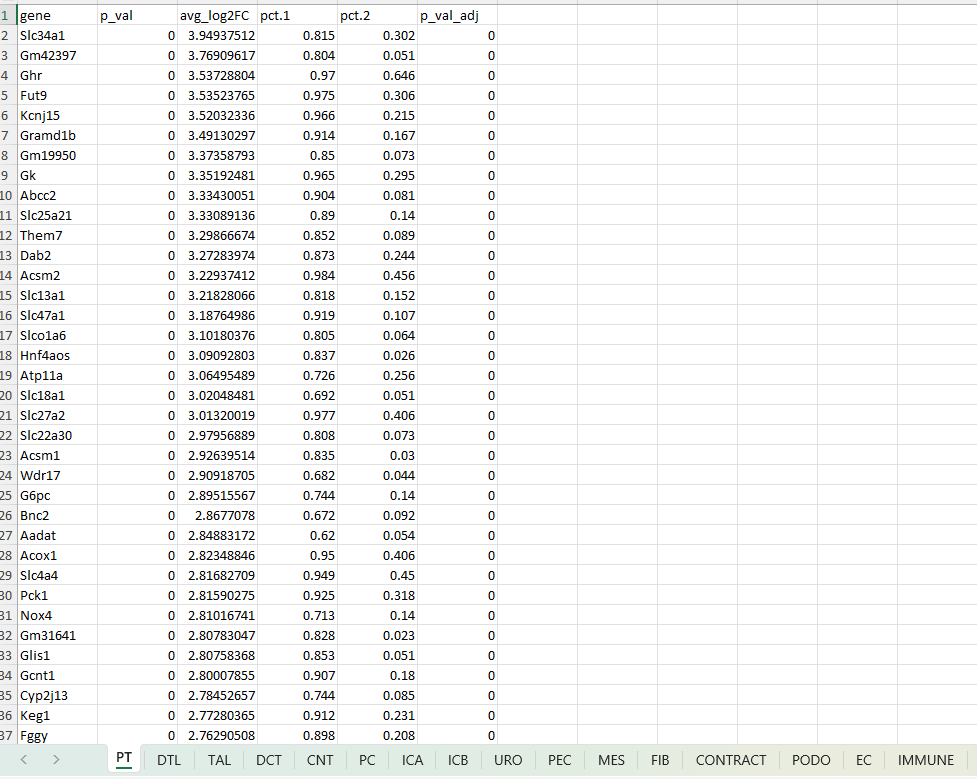 1 gene p_val avg_log2FC pct.1 pct.2 p_val_adj
2 Slc34a1 0 3.94937512 0.815 0.302 0
3 Gm42397 0 3.76909617 0.804 0.051 0
4 Ghr 0 3.53728804 0.97 0.646 0
5 Fut9 0 3.53523765 0.975 0.306 0
6 Kcnj15 0 3.52032336 0.966 0.215 0
7 Gramd1b 0 3.49130297 0.914 0.167 0
8 Gm19950 0 3.37358793 0.85 0.073 0
9 Gk 0 3.35192481 0.965 0.295 0
10 Abcc2 0 3.33430051 0.904 0.081 0
11 Slc25a21 0 3.33089136 0.89 0.14 0
12 Them7 0 3.29866674 0.852 0.089 0
13 Dab2 0 3.27283974 0.873 0.244 0
14 Acsm2 0 3.22937412 0.984 0.456 0
15 Slc13a1 0 3.21828066 0.818 0.152 0
16 Slc47a1 0 3.18764986 0.919 0.107 0
17 Slco1a6 0 3.10180376 0.805 0.064 0
18 Hnf4aos 0 3.09092803 0.837 0.026 0
19 Atp11a 0 3.06495489 0.726 0.256 0
20 Slc18a1 0 3.02048481 0.692 0.051 0
21 Slc27a2 0 3.01320019 0.977 0.406 0
22 Slc22a30 0 2.97956889 0.808 0.073 0
23 Acsm1 0 2.92639514 0.835 0.03 0
24 Wdr17 0 2.90918705 0.682 0.044 0
25 G6pc 0 2.89515567 0.744 0.14 0
26 Bnc2 0 2.8677078 0.672 0.092 0
27 Aadat 0 2.84883172 0.62 0.054 0
28 Acox1 0 2.82348846 0.95 0.406 0
29 Slc4a4 0 2.81682709 0.949 0.45 0
30 Pck1 0 2.81590275 0.925 0.318 0
31 Nox4 0 2.81016741 0.713 0.14 0
32 Gm31641 0 2.80783047 0.828 0.023 0
33 Glis1 0 2.80758368 0.853 0.051 0
34 Gcnt1 0 2.80007855 0.907 0.18 0
35 Cyp2j13 0 2.78452657 0.744 0.085 0
36 Keg1 0 2.77280365 0.912 0.231 0
37 Fggy 0 2.76290508 0.898 0.208 0
PT DTL TAL DCT CNT PC ICA ICB URO PEC MES FIB CONTRACT PODO EC IMMUNE